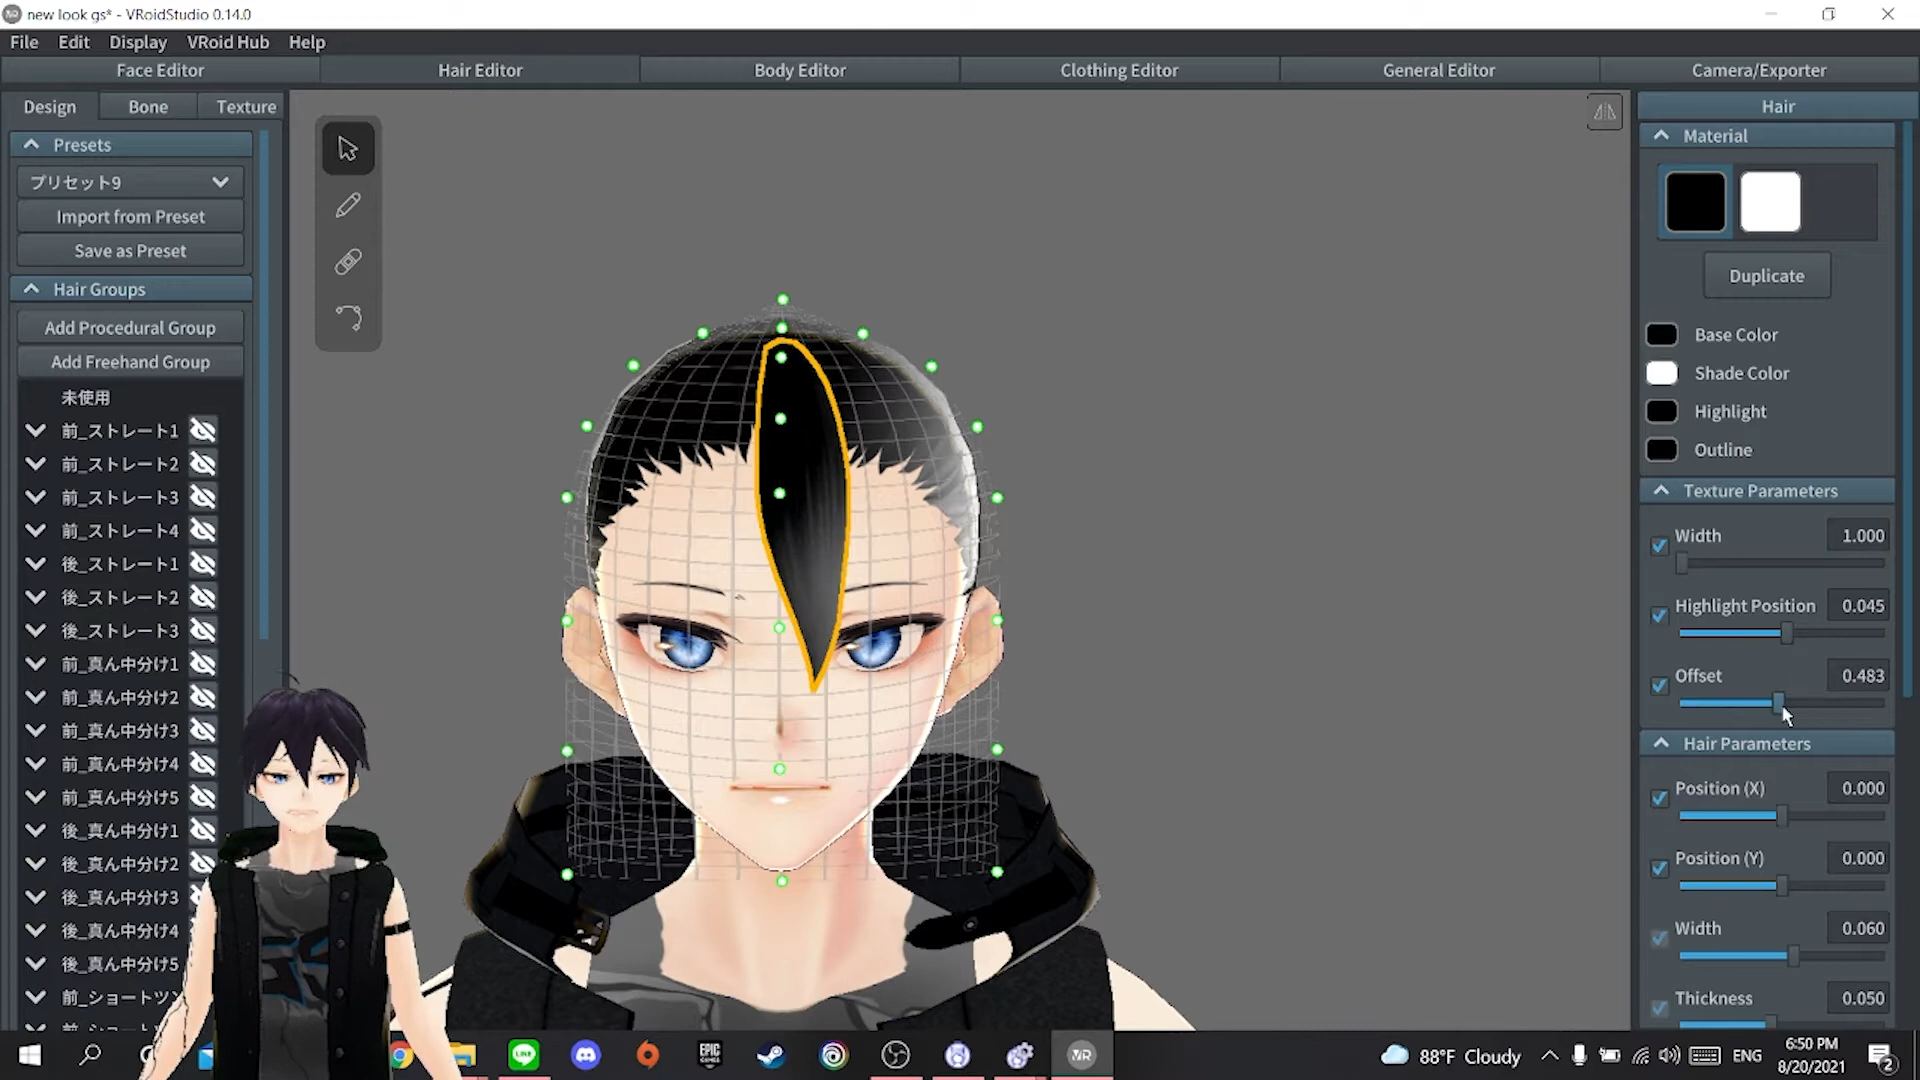 new look gs* - VRoidStudio 0.14.0
File Edit Display VRoid Hub Help
Face Editor Hair Editor Body Editor Clothing Editor General Editor Camera/Exporter
Design Bone Texture
Presets
プリセット9
Import from Preset
Save as Preset
Hair Groups
Add Procedural Group
Add Freehand Group
未使用
前_ストレート1
前_ストレート2
前_ストレート3
前_ストレート4
後_ストレート1
後_ストレート2
後_ストレート3
前_真ん中分け1
前_真ん中分け2
前_真ん中分け3
前_真ん中分け4
前_真ん中分け5
後_真ん中分け1
後_真ん中分け2
後_真ん中分け3
後_真ん中分け4
後_真ん中分け5
前_ショートツ
Hair
Material
Duplicate
Base Color
Shade Color
Highlight
Outline
Texture Parameters
Width 1.000
Highlight Position 0.045
Offset 0.483
Hair Parameters
Position (X) 0.000
Position (Y) 0.000
Width 0.060
Thickness 0.050
LINE
EPIC GAMES
VR
88°F Cloudy
ENG
6:50 PM
8/20/2021
2